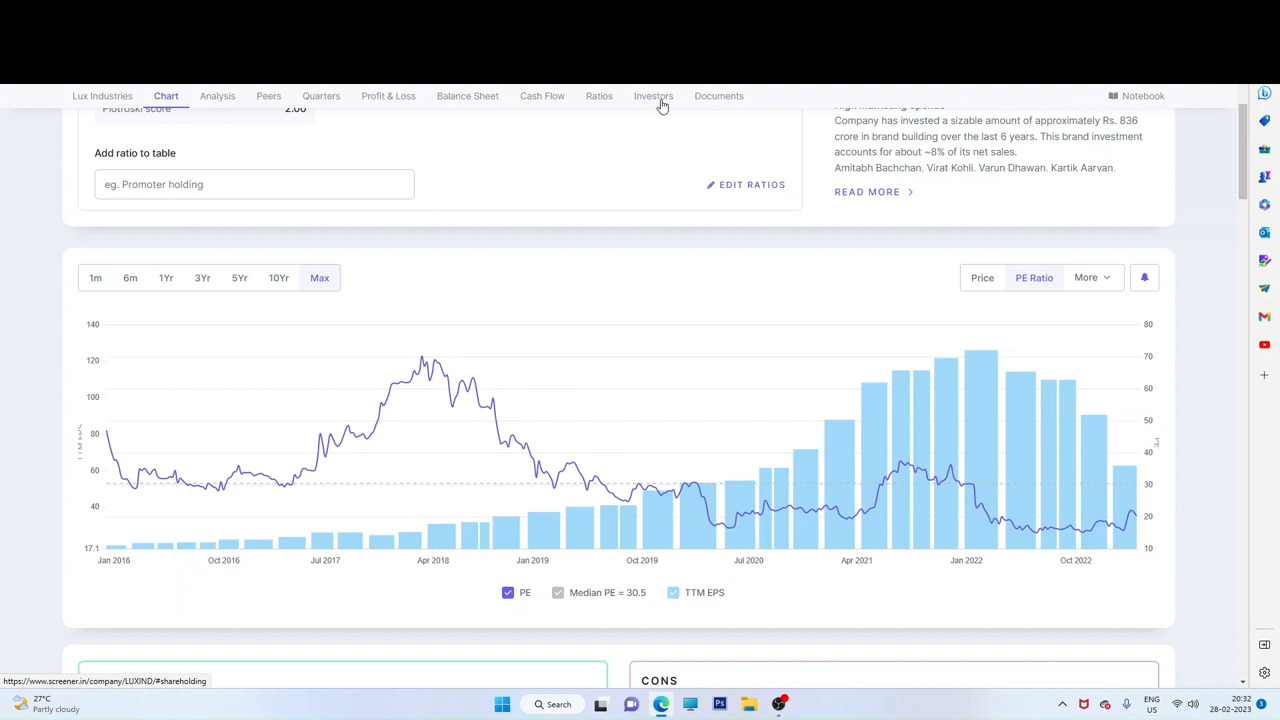 Lux Industries Chart Analysis Peers Quarters Profit & Loss Balance Sheet Cash Flow Ratios Investors Documents Notebook
Piotroski score 2.00
Add ratio to table
eg. Promoter holding
EDIT RATIOS
Company has invested a sizable amount of approximately Rs. 836
crore in brand building over the last 6 years. This brand investment
accounts for about ~8% of its net sales.
Amitabh Bachchan, Virat Kohli, Varun Dhawan, Kartik Aarvan.
READ MORE >
1m 6m 1Yr 3Yr 5Yr 10Yr Max
Price PE Ratio More
140
120
100
80
60
40
17.1
TTM EPS
80
70
60
50
40
30
20
10
PE
Jan 2016 Oct 2016 Jul 2017 Apr 2018 Jan 2019 Oct 2019 Jul 2020 Apr 2021 Jan 2022 Oct 2022
PE Median PE = 30.5 TTM EPS
CONS
https://www.screener.in/company/LUXIND/#shareholding
27°C
Partly cloudy
Search
Ps
ENG
US
20:32
28-02-2023
3